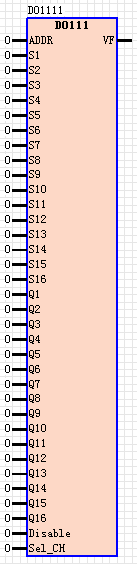 DO1111
DO111
0 ADDR VF
0 S1
0 S2
0 S3
0 S4
0 S5
0 S6
0 S7
0 S8
0 S9
0 S10
0 S11
0 S12
0 S13
0 S14
0 S15
0 S16
0 Q1
0 Q2
0 Q3
0 Q4
0 Q5
0 Q6
0 Q7
0 Q8
0 Q9
0 Q10
0 Q11
0 Q12
0 Q13
0 Q14
0 Q15
0 Q16
0 Disable
0 Sel_CH